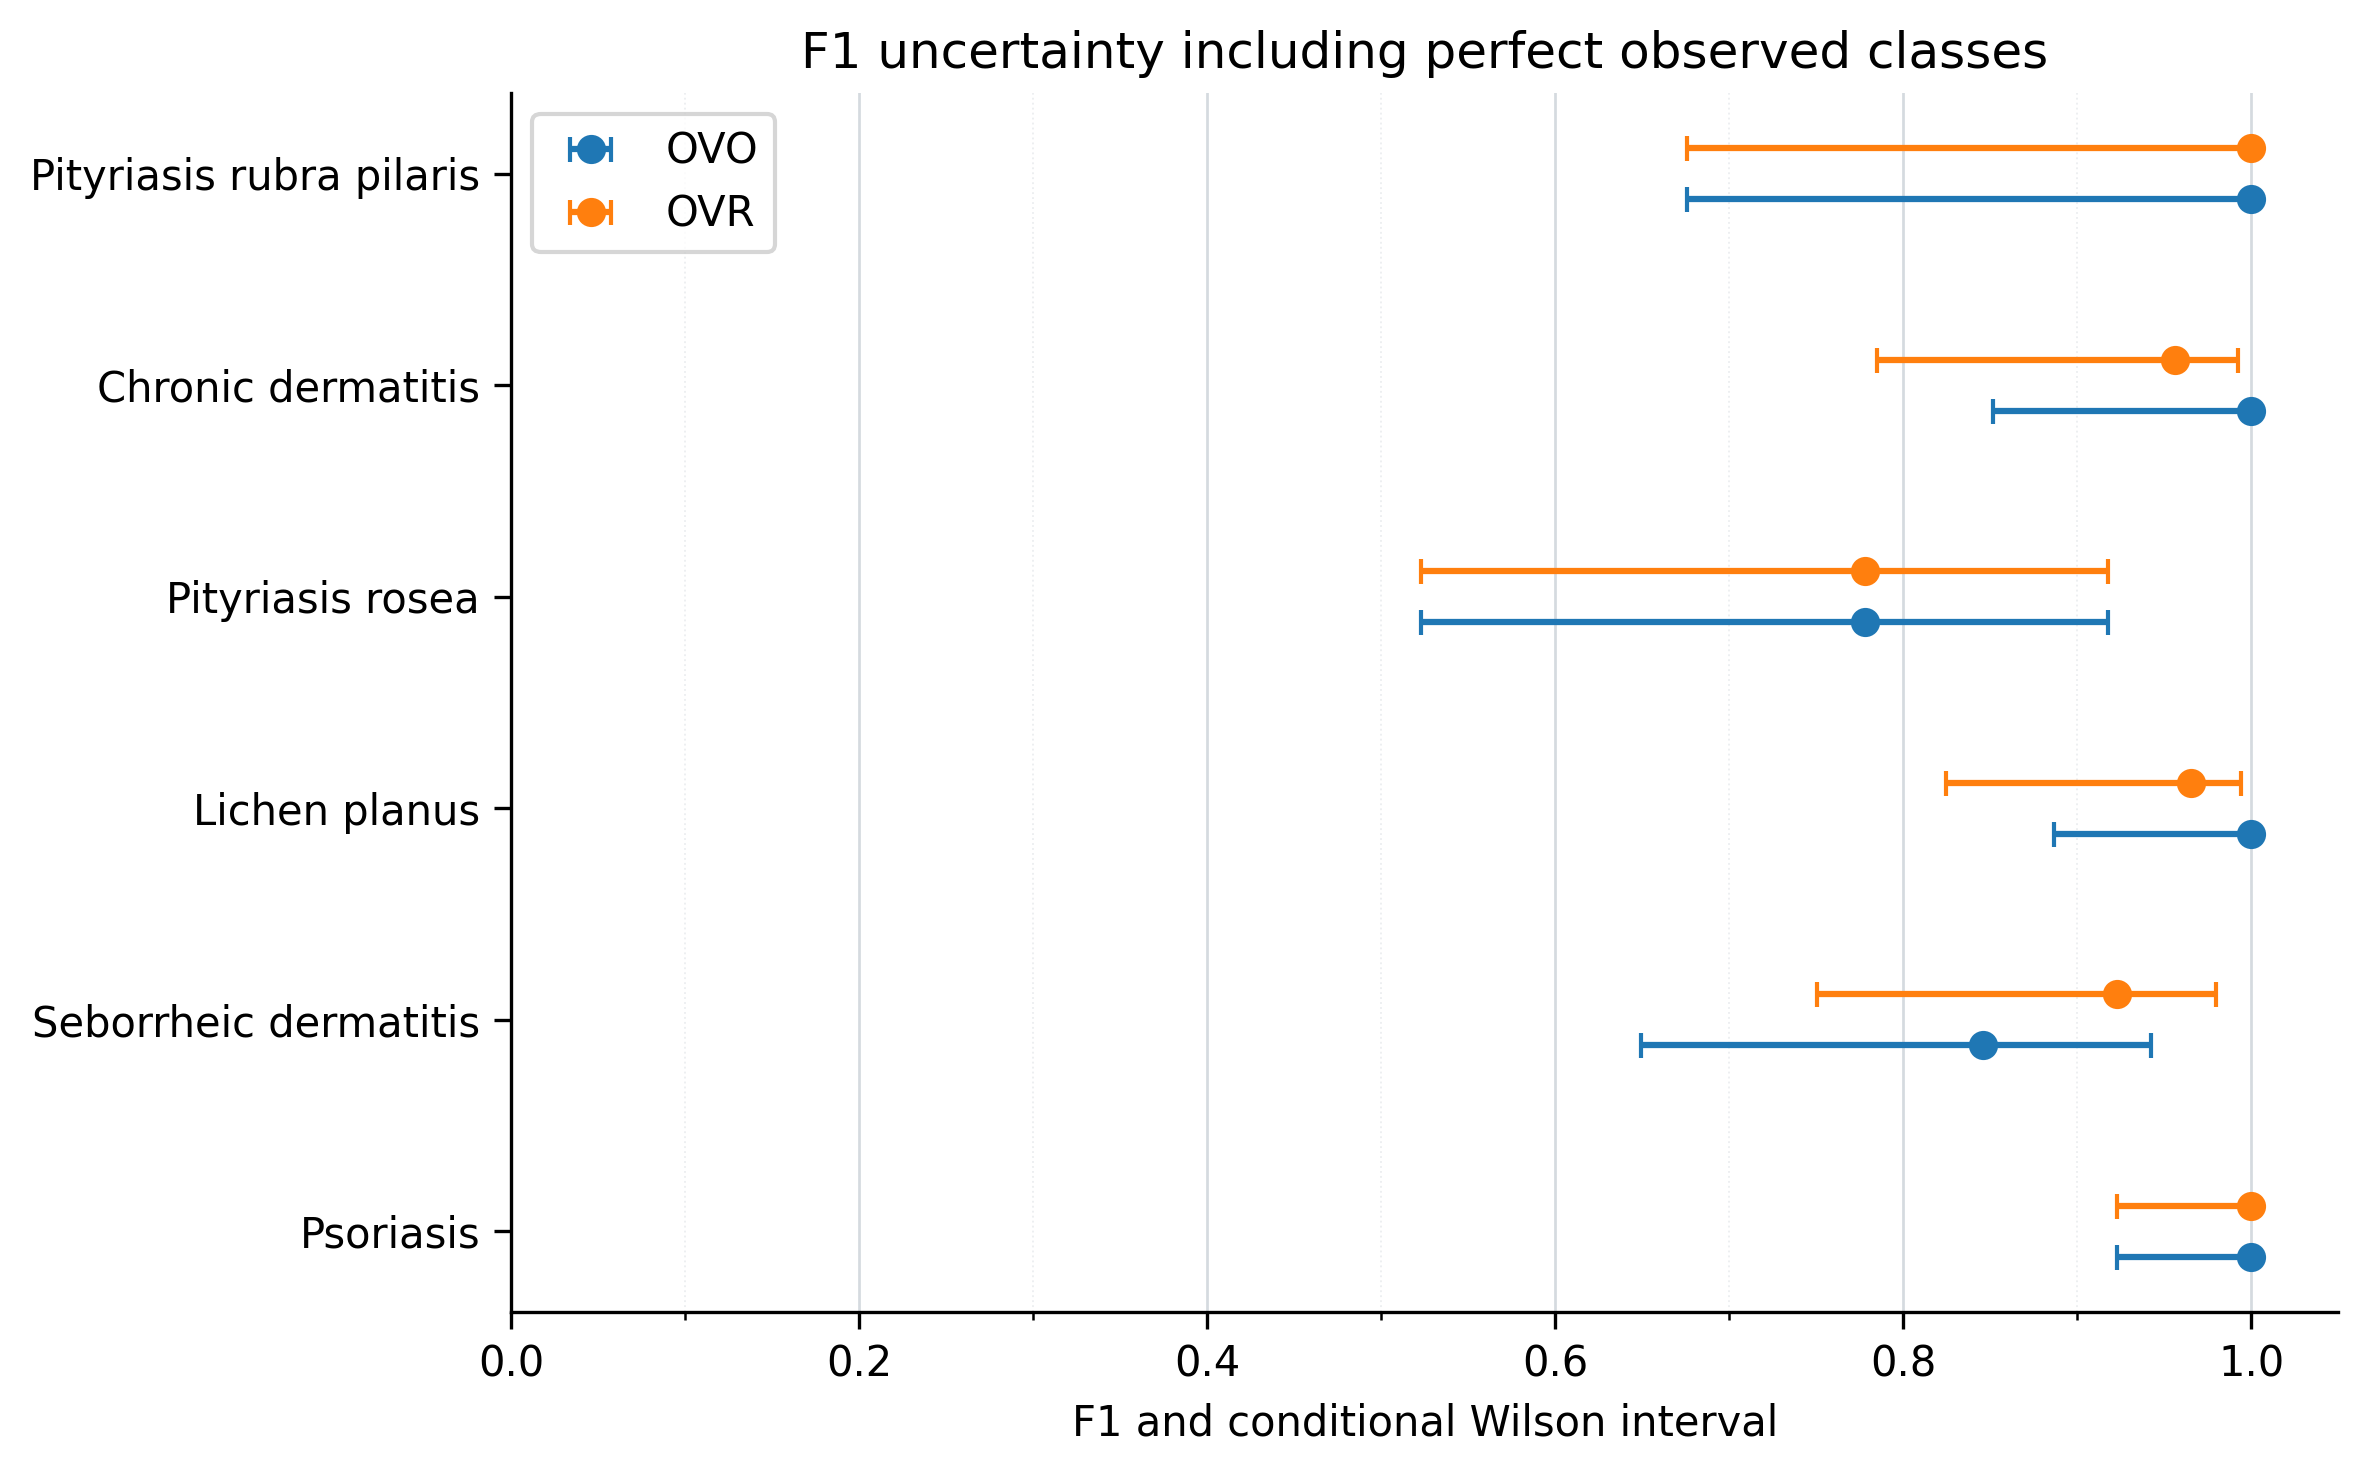 F1 uncertainty including perfect observed classes
OVO
OVR
Pityriasis rubra pilaris
Chronic dermatitis
Pityriasis rosea
Lichen planus
Seborrheic dermatitis
Psoriasis
0.0 0.2 0.4 0.6 0.8 1.0
F1 and conditional Wilson interval